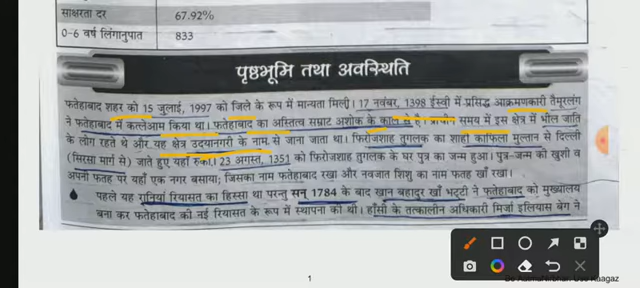 साक्षरता दर 67.92%
0-6 वर्ष लिंगानुपात 833
पृष्ठभूमि तथा अवस्थिति
फतेहाबाद शहर को 15 जुलाई, 1997 को जिले के रूप में मान्यता मिली। 17 नवंबर, 1398 ईस्वी में प्रसिद्ध आक्रमणकारी तैमूरलंग
ने फतेहाबाद में कत्लेआम किया था। फतेहाबाद का अस्तित्व सम्राट अशोक के काल से है। प्राचीन समय में इस क्षेत्र में भील जाति
के लोग रहते थे और यह क्षेत्र उदयानगरी के नाम से जाना जाता था। फिरोजशाह तुगलक का शाही काफिला मुल्तान से दिल्ली
(सिरसा मार्ग से) जाते हुए यहाँ रुका। 23 अगस्त, 1351 को फिरोजशाह तुगलक के घर पुत्र का जन्म हुआ। पुत्र-जन्म की खुशी व
अपनी फतह पर यहाँ एक नगर बसाया, जिसका नाम फतेहाबाद रखा और नवजात शिशु का नाम फतह खाँ रखा।
पहले यह रानियां रियासत का हिस्सा था परन्तु सन् 1784 के बाद खान बहादुर खाँ भट्टी ने फतेहाबाद को मुख्यालय
बना कर फतेहाबाद की नई रियासत के रूप में स्थापना की थी। हाँसी के तत्कालीन अधिकारी मिर्जा इलियास बेग ने
1